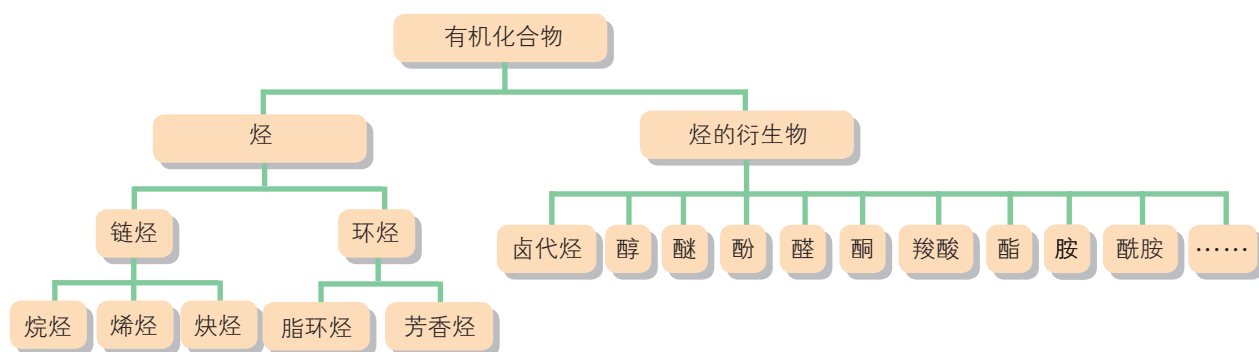 有机化合物
烃
烃的衍生物
链烃
环烃
卤代烃
醇
醚
酚
醛
酮
羧酸
酯
胺
酰胺
……
烷烃
烯烃
炔烃
脂环烃
芳香烃